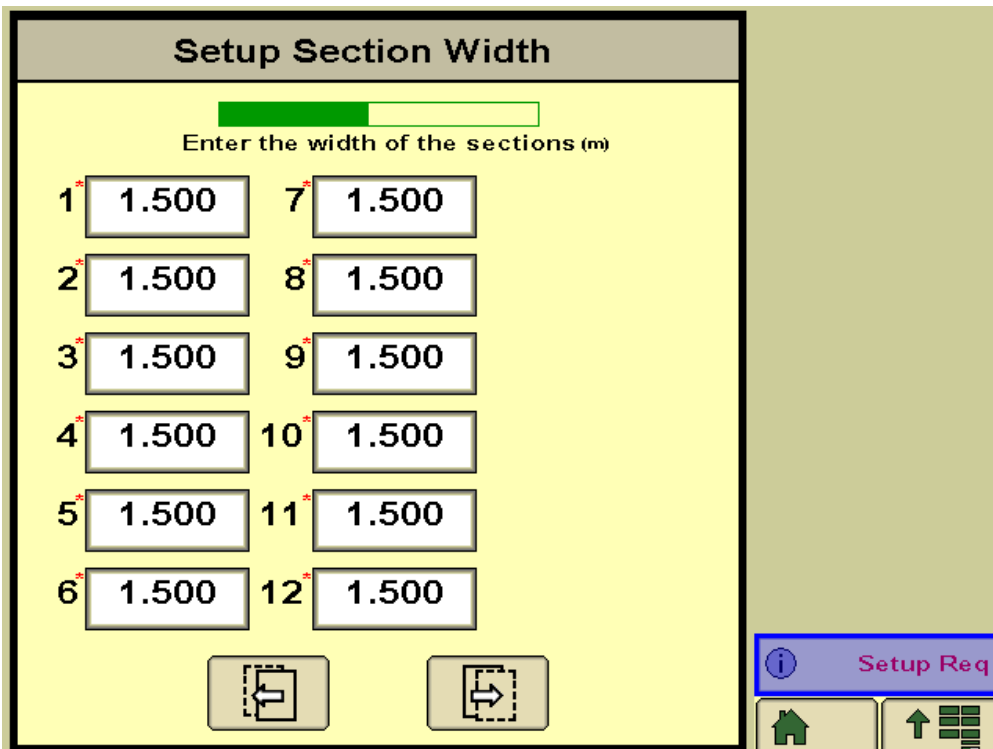 Setup Section Width
Enter the width of the sections (m)
1* 1.500 7* 1.500
2* 1.500 8* 1.500
3* 1.500 9* 1.500
4* 1.500 10* 1.500
5* 1.500 11* 1.500
6* 1.500 12* 1.500
i Setup Req